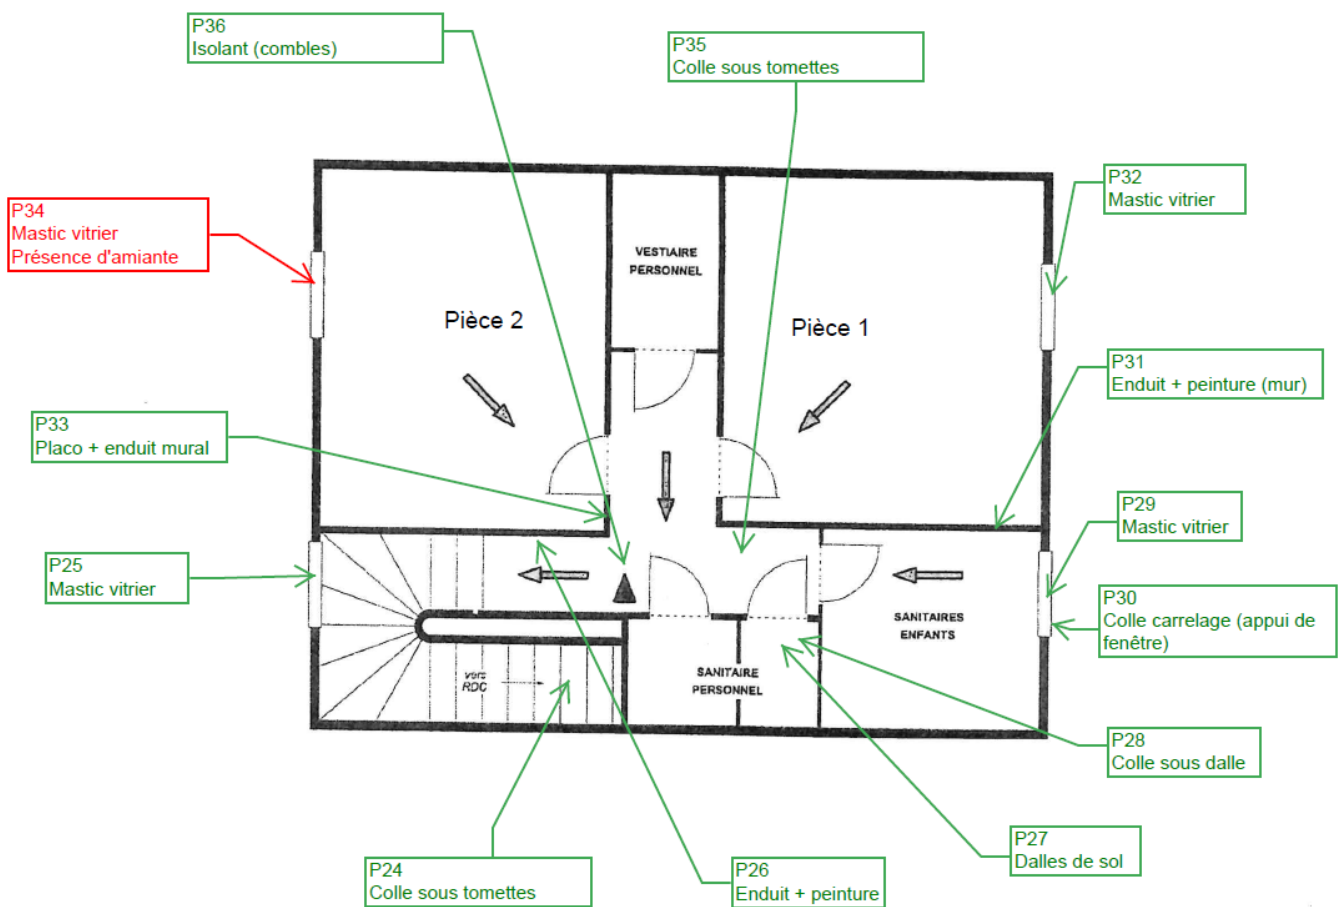 P36
Isolant (combles)
P35
Colle sous tomettes
P32
Mastic vitrier
P34
Mastic vitrier
Présence d'amiante
VESTIAIRE
PERSONNEL
Pièce 2
Pièce 1
P31
Enduit + peinture (mur)
P33
Placo + enduit mural
P29
Mastic vitrier
P25
Mastic vitrier
P30
Colle carrelage (appui de
fenêtre)
SANITAIRES
ENFANTS
vers
RDC
SANITAIRE
PERSONNEL
P28
Colle sous dalle
P27
Dalles de sol
P24
Colle sous tomettes
P26
Enduit + peinture